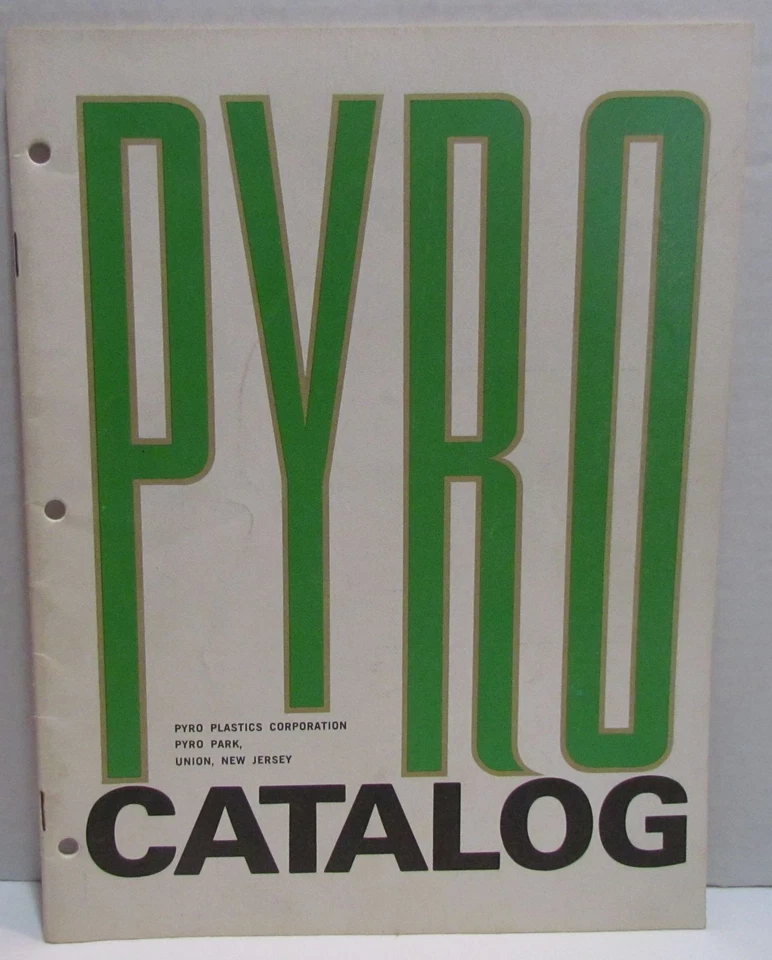 PYRO
PYRO PLASTICS CORPORATION
PYRO PARK,
UNION, NEW JERSEY
CATALOG